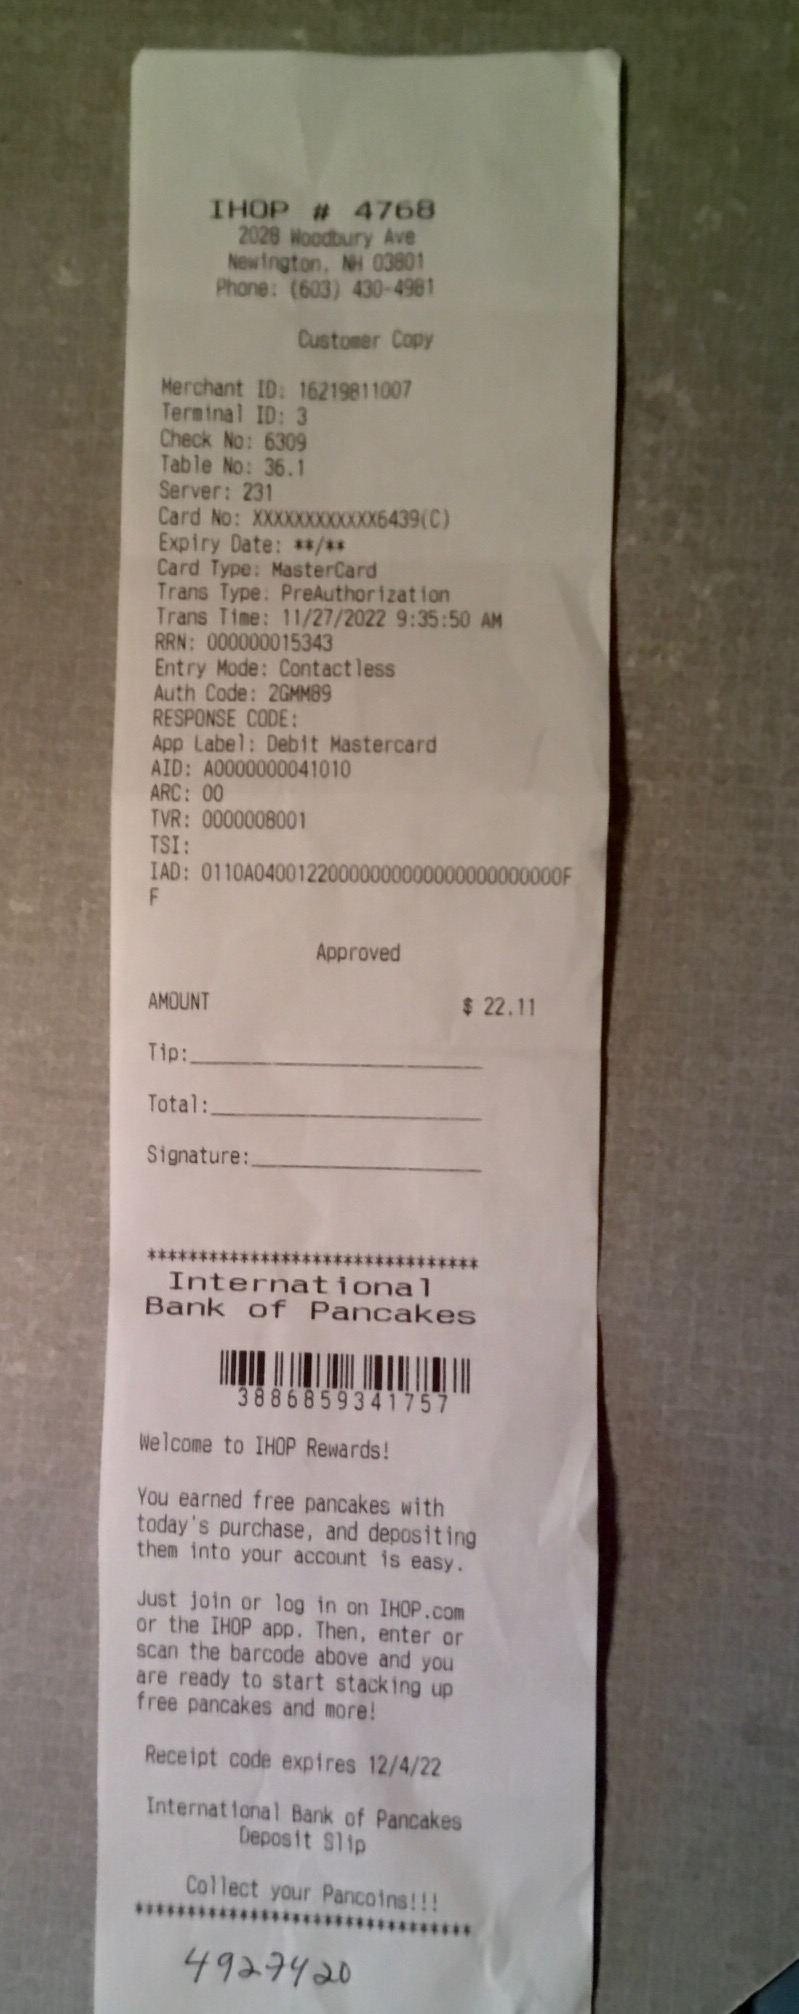 IHOP # 4768
2028 Woodbury Ave
Newington, NH 03801
Phone: (603) 430-4981
Customer Copy
Merchant ID: 16219811007
Terminal ID: 3
Check No: 6309
Table No: 36.1
Server: 231
Card No: XXXXXXXXXXXX6439(C)
Expiry Date: **/**
Card Type: MasterCard
Trans Type: PreAuthorization
Trans Time: 11/27/2022 9:35:50 AM
RRN: 000000015343
Entry Mode: Contactless
Auth Code: 2GMM89
RESPONSE CODE:
App Label: Debit Mastercard
AID: A0000000041010
ARC: 00
TVR: 0000008001
TSI:
IAD: 0110A04001220000000000000000000000F
F
Approved
AMOUNT $ 22.11
Tip:
Total:
Signature:
********************************
International
Bank of Pancakes
3886859341757
Welcome to IHOP Rewards!
You earned free pancakes with
today's purchase, and depositing
them into your account is easy.
Just join or log in on IHOP.com
or the IHOP app. Then, enter or
scan the barcode above and you
are ready to start stacking up
free pancakes and more!
Receipt code expires 12/4/22
International Bank of Pancakes
Deposit Slip
Collect your Pancoins!!!
********************************
4927420